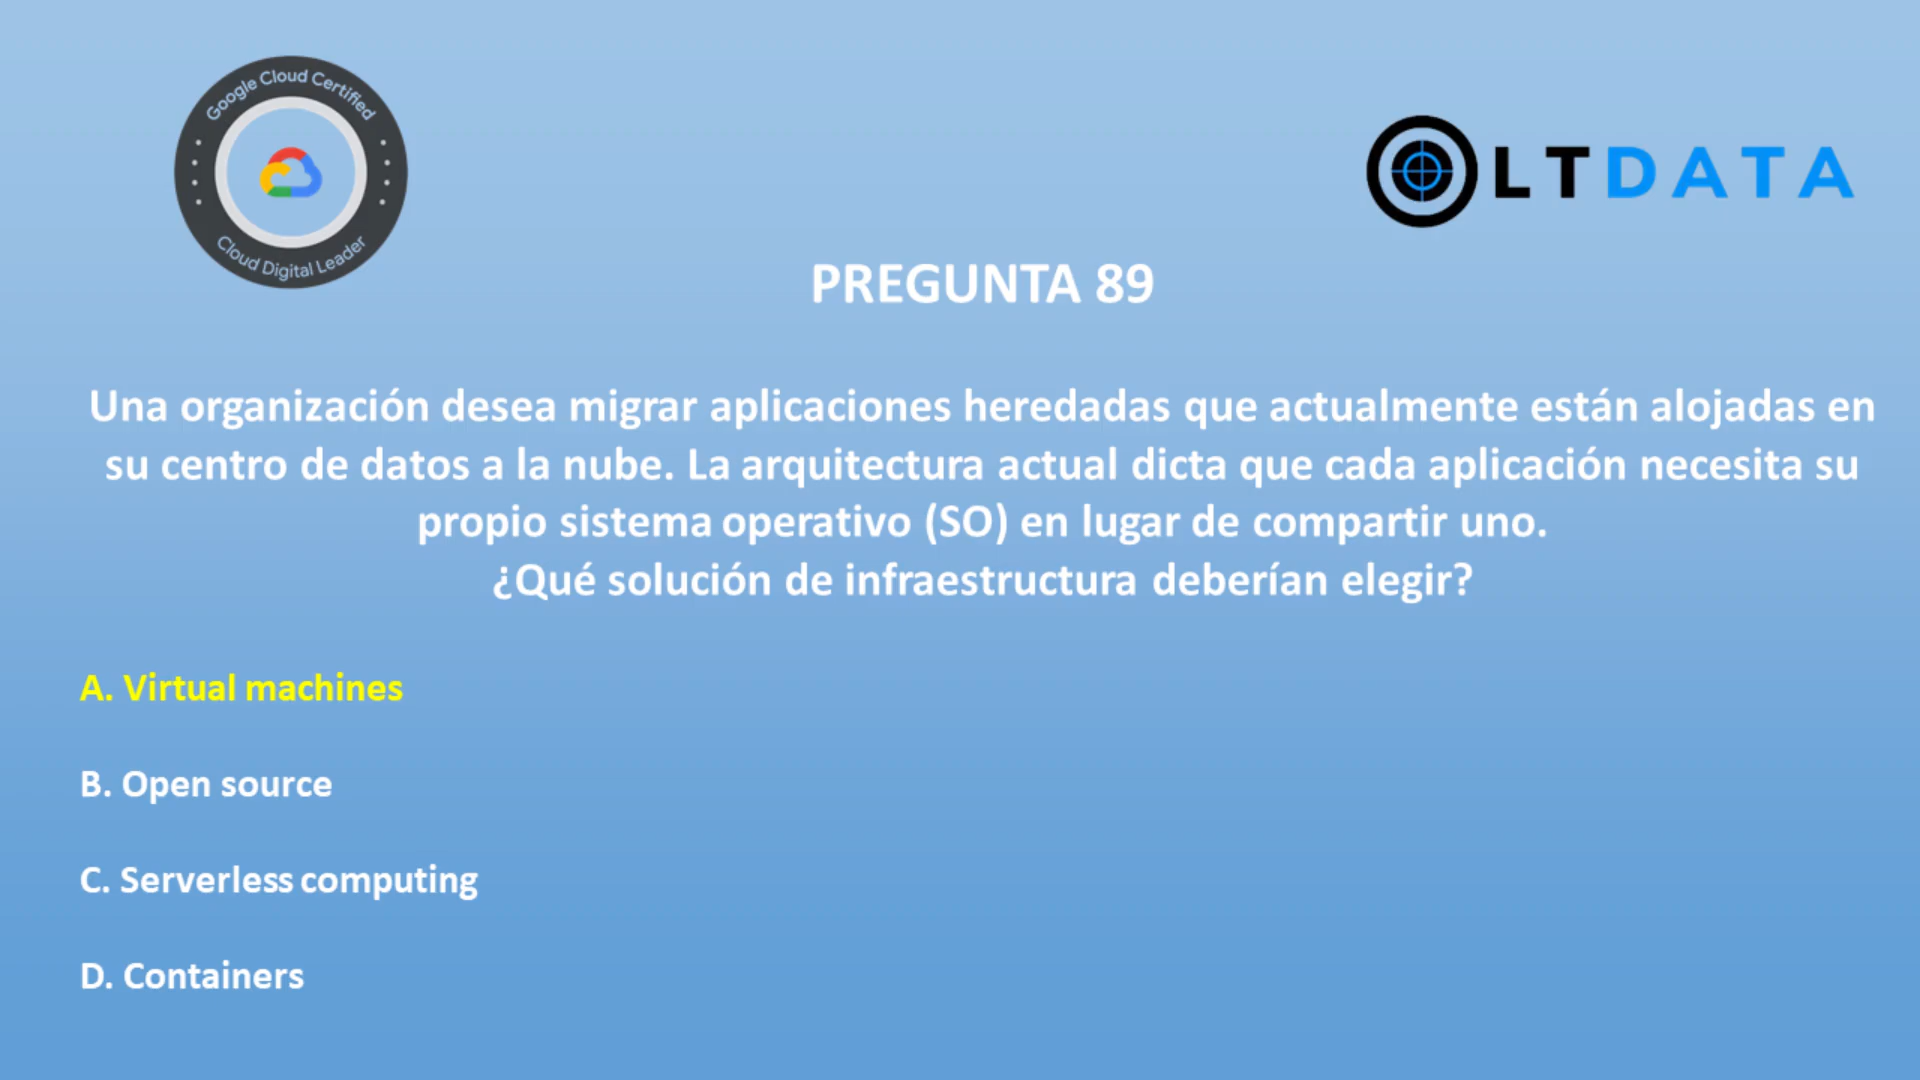 Google Cloud Certified
Cloud Digital Leader
LTDATA
PREGUNTA 89
Una organización desea migrar aplicaciones heredadas que actualmente están alojadas en
su centro de datos a la nube. La arquitectura actual dicta que cada aplicación necesita su
propio sistema operativo (SO) en lugar de compartir uno.
¿Qué solución de infraestructura deberían elegir?
A. Virtual machines
B. Open source
C. Serverless computing
D. Containers